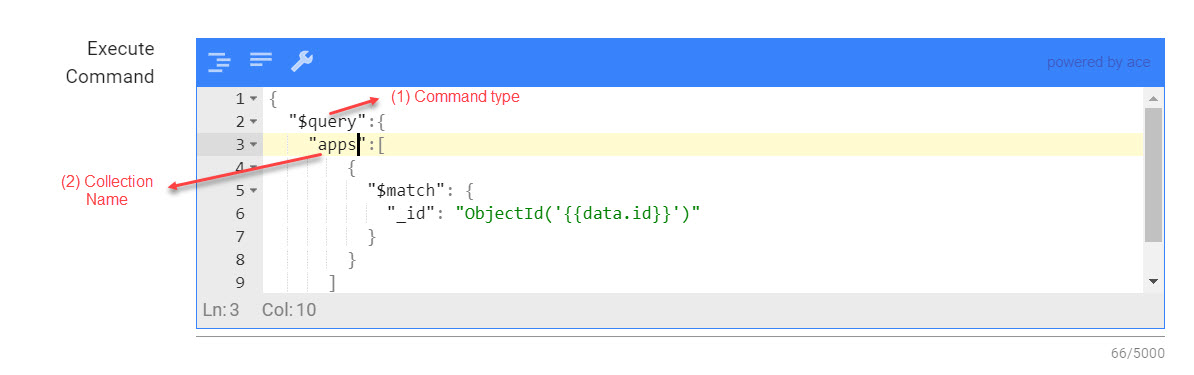 Execute
Command
powered by ace
1 {
(1) Command type
2 "$query":{
3 "apps":[
4 {
(2) Collection
Name
5 "$match": {
6 "_id": "ObjectId('{{data.id}}')"
7 }
8 }
9 ]
Ln: 3 Col: 10
66/5000